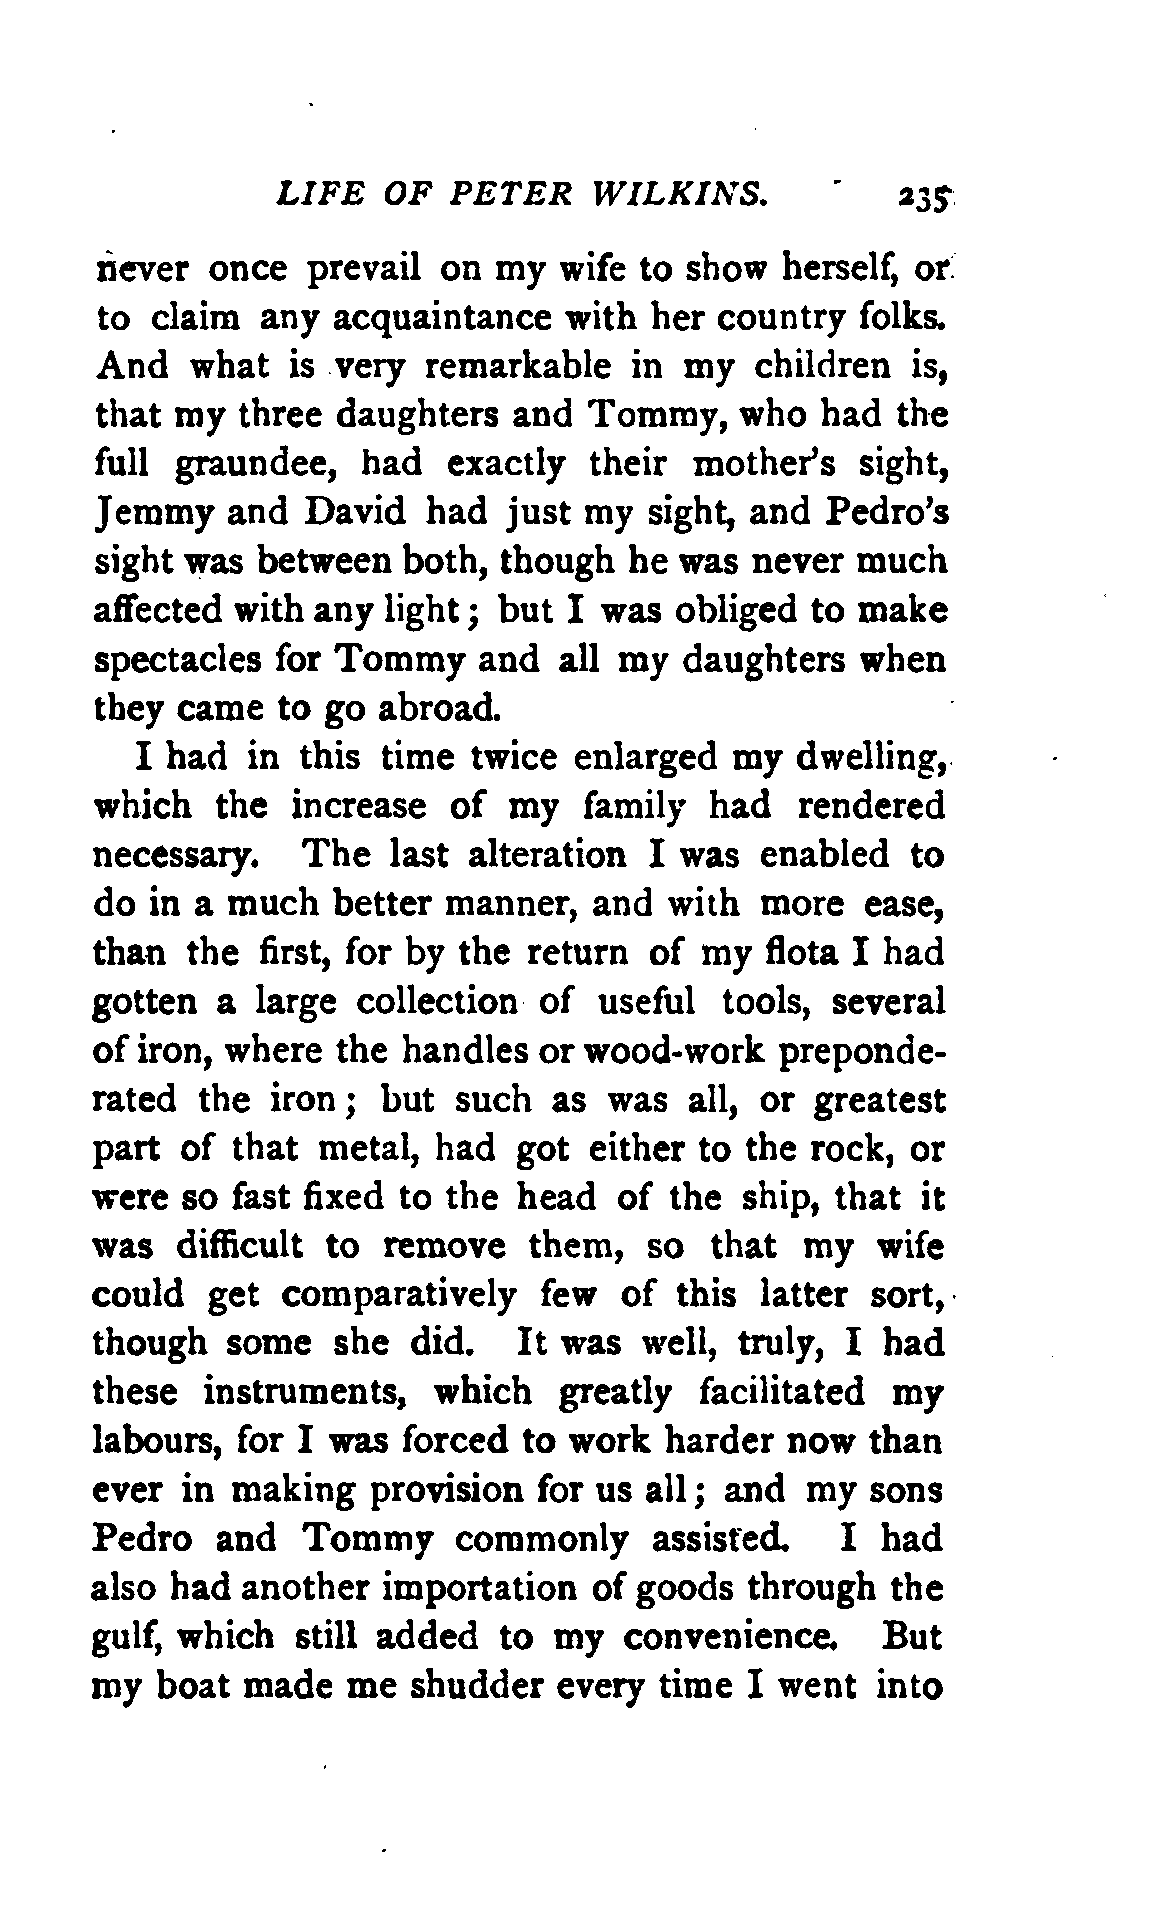 LIFE OF PETER WILKINS. 235
never once prevail on my wife to show herself, or
to claim any acquaintance with her country folks.
And what is very remarkable in my children is,
that my three daughters and Tommy, who had the
full graundee, had exactly their mother's sight,
Jemmy and David had just my sight, and Pedro's
sight was between both, though he was never much
affected with any light; but I was obliged to make
spectacles for Tommy and all my daughters when
they came to go abroad.
I had in this time twice enlarged my dwelling,
which the increase of my family had rendered
necessary. The last alteration I was enabled to
do in a much better manner, and with more ease,
than the first, for by the return of my flota I had
gotten a large collection of useful tools, several
of iron, where the handles or wood-work preponde-
rated the iron; but such as was all, or greatest
part of that metal, had got either to the rock, or
were so fast fixed to the head of the ship, that it
was difficult to remove them, so that my wife
could get comparatively few of this latter sort,
though some she did. It was well, truly, I had
these instruments, which greatly facilitated my
labours, for I was forced to work harder now than
ever in making provision for us all; and my sons
Pedro and Tommy commonly assisted. I had
also had another importation of goods through the
gulf, which still added to my convenience. But
my boat made me shudder every time I went into